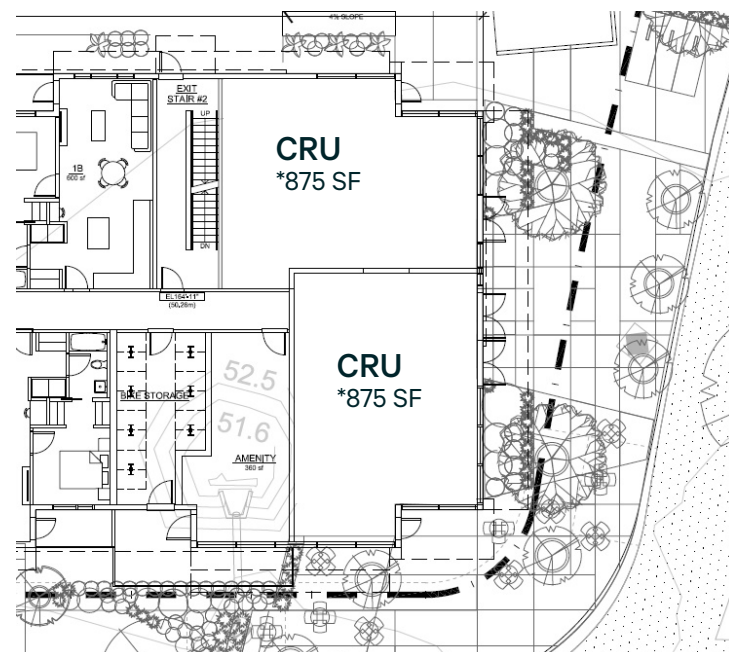 4% SLOPE
EXIT
STAIR #2
UP
CRU
*875 SF
1B
600 sf
DN
EL164'-11"
(50.26m)
52.5
CRU
*875 SF
BIKE STORAGE
51.6
AMENITY
360 sf